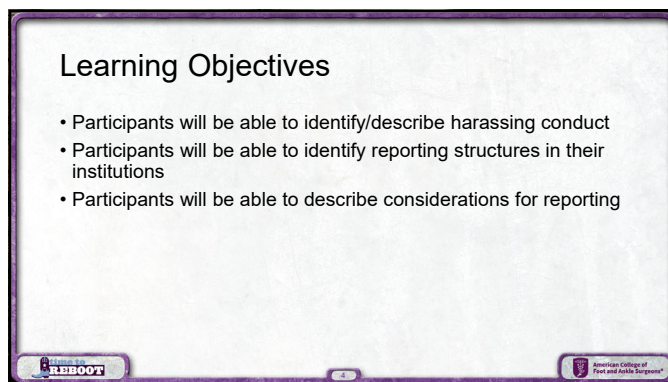 Learning Objectives
• Participants will be able to identify/describe harassing conduct
• Participants will be able to identify reporting structures in their
institutions
• Participants will be able to describe considerations for reporting
time to
REBOOT
4
American College of
Foot and Ankle Surgeons®